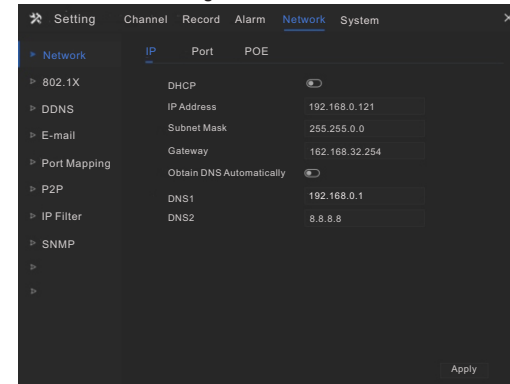 Setting Channel Record Alarm Network System
Network
802.1X
DDNS
E-mail
Port Mapping
P2P
IP Filter
SNMP
IP Port POE
DHCP
IP Address 192.168.0.121
Subnet Mask 255.255.0.0
Gateway 162.168.32.254
Obtain DNS Automatically
DNS1 192.168.0.1
DNS2 8.8.8.8
Apply